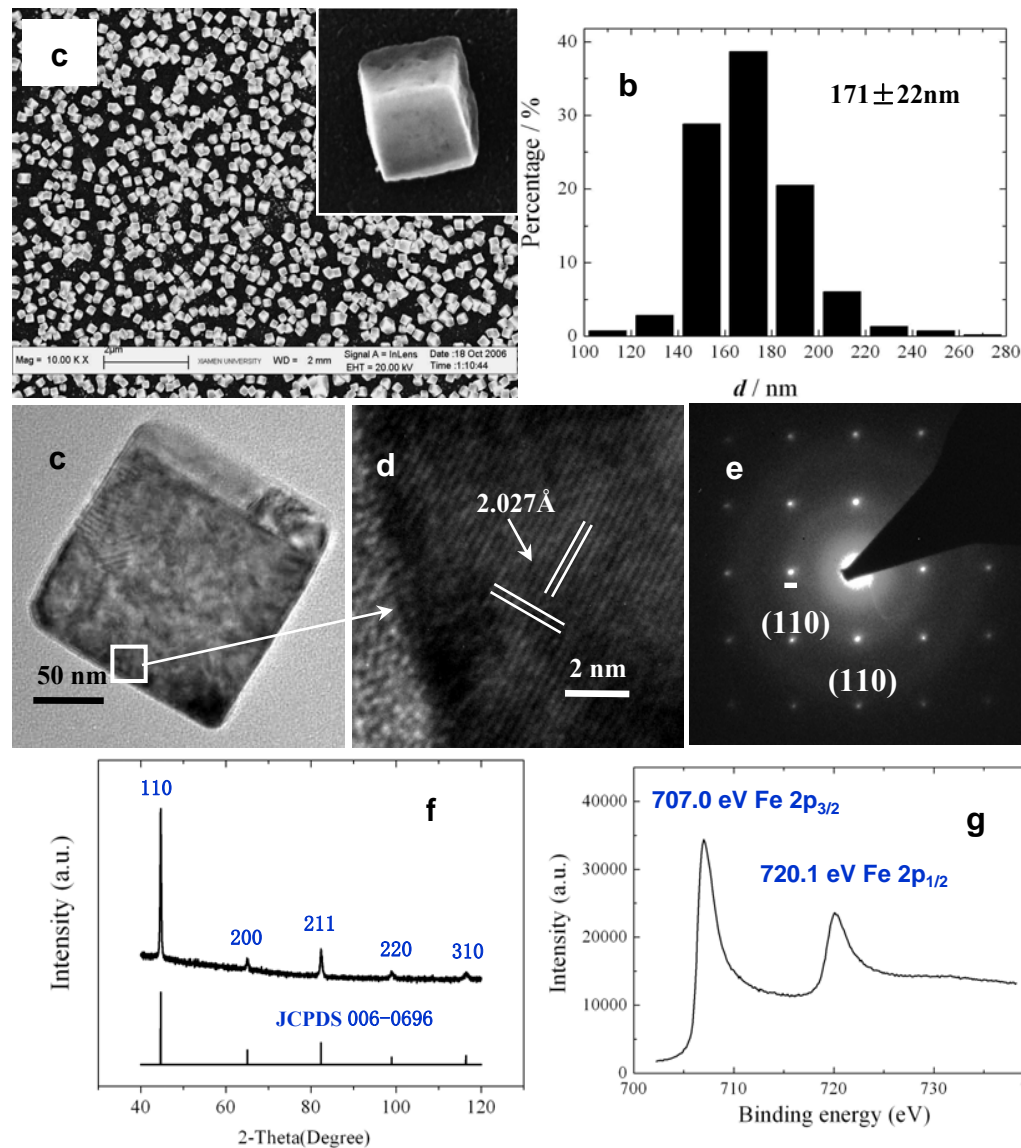 c
Mag = 10.00 K X
2µm
XIAMEN UNIVERSITY
WD = 2 mm
Signal A = InLens
EHT = 20.00 kV
Date :18 Oct 2006
Time :1:10:44
b
171±22nm
Percentage / %
40
30
20
10
0
100 120 140 160 180 200 220 240 260 280
d / nm
c
50 nm
d
2.027Å
2 nm
e
(110)
(110)
f
110
200
211
220
310
JCPDS 006-0696
Intensity (a.u.)
40 60 80 100 120
2-Theta(Degree)
g
707.0 eV Fe 2p3/2
720.1 eV Fe 2p1/2
Intensity (a.u.)
40000
30000
20000
10000
0
700 710 720 730
Binding energy (eV)